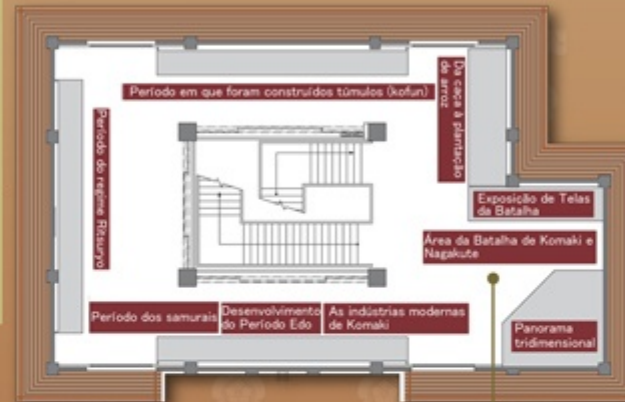 Período em que foram construídos túmulos (kofun)
Da caça à plantação
de arroz
Período do regime Ritsuryo
Exposição de Telas
da Batalha
Área da Batalha de Komaki e
Nagakute
Período dos samurais
Desenvolvimento
do Período Edo
As indústrias modernas
de Komaki
Panorama
tridimensional